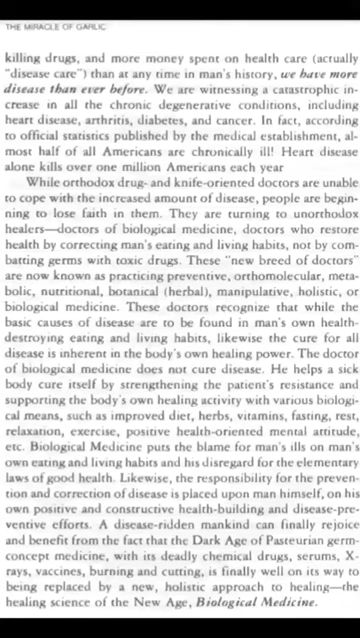 THE MIRACLE OF GARLIC
killing drugs, and more money spent on health care (actually
"disease care") than at any time in man's history, we have more
disease than ever before. We are witnessing a catastrophic in-
crease in all the chronic degenerative conditions, including
heart disease, arthritis, diabetes, and cancer. In fact, according
to official statistics published by the medical establishment, al-
most half of all Americans are chronically ill! Heart disease
alone kills over one million Americans each year
While orthodox drug- and knife-oriented doctors are unable
to cope with the increased amount of disease, people are begin-
ning to lose faith in them. They are turning to unorthodox
healers—doctors of biological medicine, doctors who restore
health by correcting man's eating and living habits, not by com-
batting germs with toxic drugs. These "new breed of doctors"
are now known as practicing preventive, orthomolecular, meta-
bolic, nutritional, botanical (herbal), manipulative, holistic, or
biological medicine. These doctors recognize that while the
basic causes of disease are to be found in man's own health-
destroying eating and living habits, likewise the cure for all
disease is inherent in the body's own healing power. The doctor
of biological medicine does not cure disease. He helps a sick
body cure itself by strengthening the patient's resistance and
supporting the body's own healing activity with various biologi-
cal means, such as improved diet, herbs, vitamins, fasting, rest,
relaxation, exercise, positive health-oriented mental attitude,
etc. Biological Medicine puts the blame for man's ills on man's
own eating and living habits and his disregard for the elementary
laws of good health. Likewise, the responsibility for the preven-
tion and correction of disease is placed upon man himself, on his
own positive and constructive health-building and disease-pre-
ventive efforts. A disease-ridden mankind can finally rejoice
and benefit from the fact that the Dark Age of Pasteurian germ-
concept medicine, with its deadly chemical drugs, serums, X-
rays, vaccines, burning and cutting, is finally well on its way to
being replaced by a new, holistic approach to healing—the
healing science of the New Age, Biological Medicine.